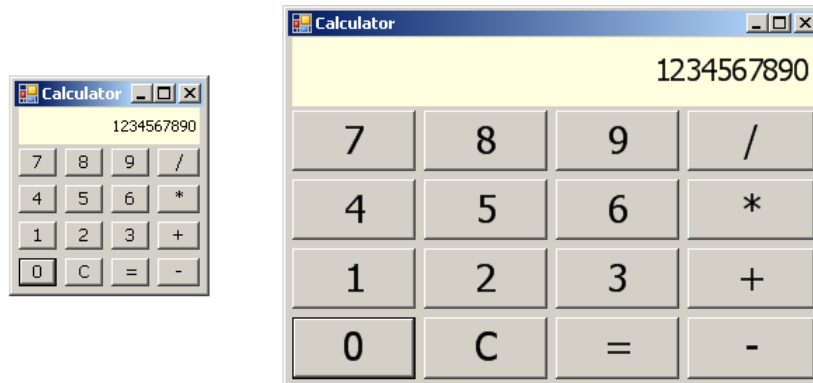 Calculator
1234567890
7 8 9 /
4 5 6 *
1 2 3 +
0 C = -
Calculator
1234567890
7 8 9 /
4 5 6 *
1 2 3 +
0 C = -